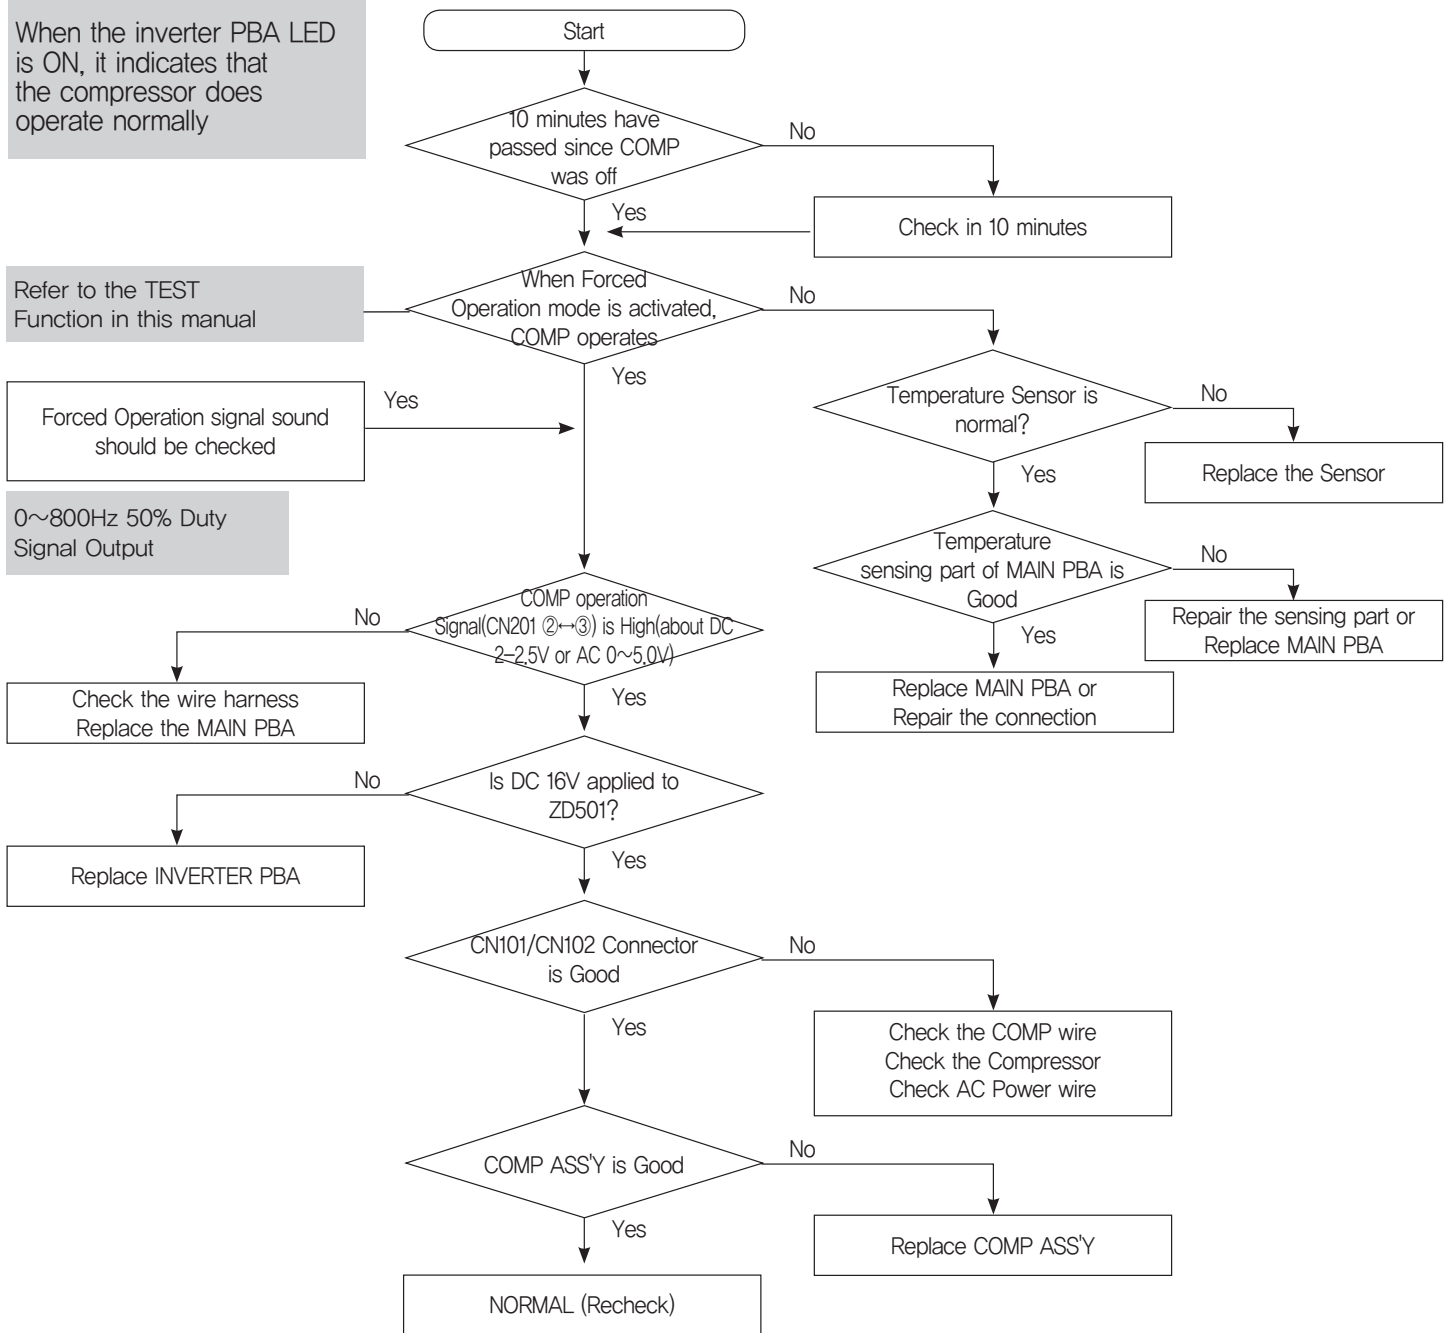 When the inverter PBA LED
is ON, it indicates that
the compressor does
operate normally
Start
10 minutes have
passed since COMP
was off
No
Yes
Check in 10 minutes
Refer to the TEST
Function in this manual
When Forced
Operation mode is activated,
COMP operates
No
Yes
Forced Operation signal sound
should be checked
Yes
Temperature Sensor is
normal?
No
Yes
Replace the Sensor
0~800Hz 50% Duty
Signal Output
Temperature
sensing part of MAIN PBA is
Good
No
Yes
Repair the sensing part or
Replace MAIN PBA
Replace MAIN PBA or
Repair the connection
COMP operation
Signal(CN201 ②↔③) is High(about DC
2-2.5V or AC 0~5.0V)
No
Yes
Check the wire harness
Replace the MAIN PBA
Is DC 16V applied to
ZD501?
No
Yes
Replace INVERTER PBA
CN101/CN102 Connector
is Good
No
Yes
Check the COMP wire
Check the Compressor
Check AC Power wire
COMP ASS'Y is Good
No
Yes
Replace COMP ASS'Y
NORMAL (Recheck)